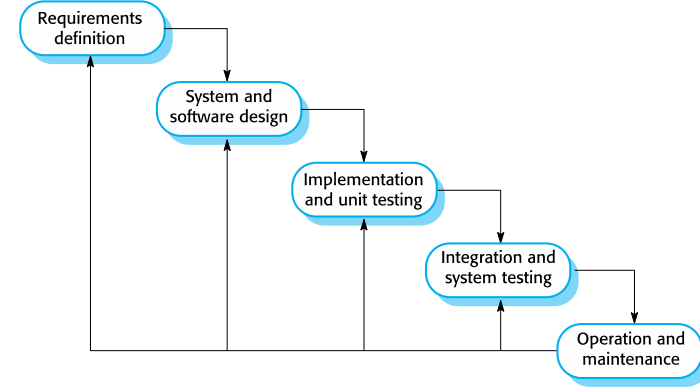 Requirements
definition
System and
software design
Implementation
and unit testing
Integration and
system testing
Operation and
maintenance